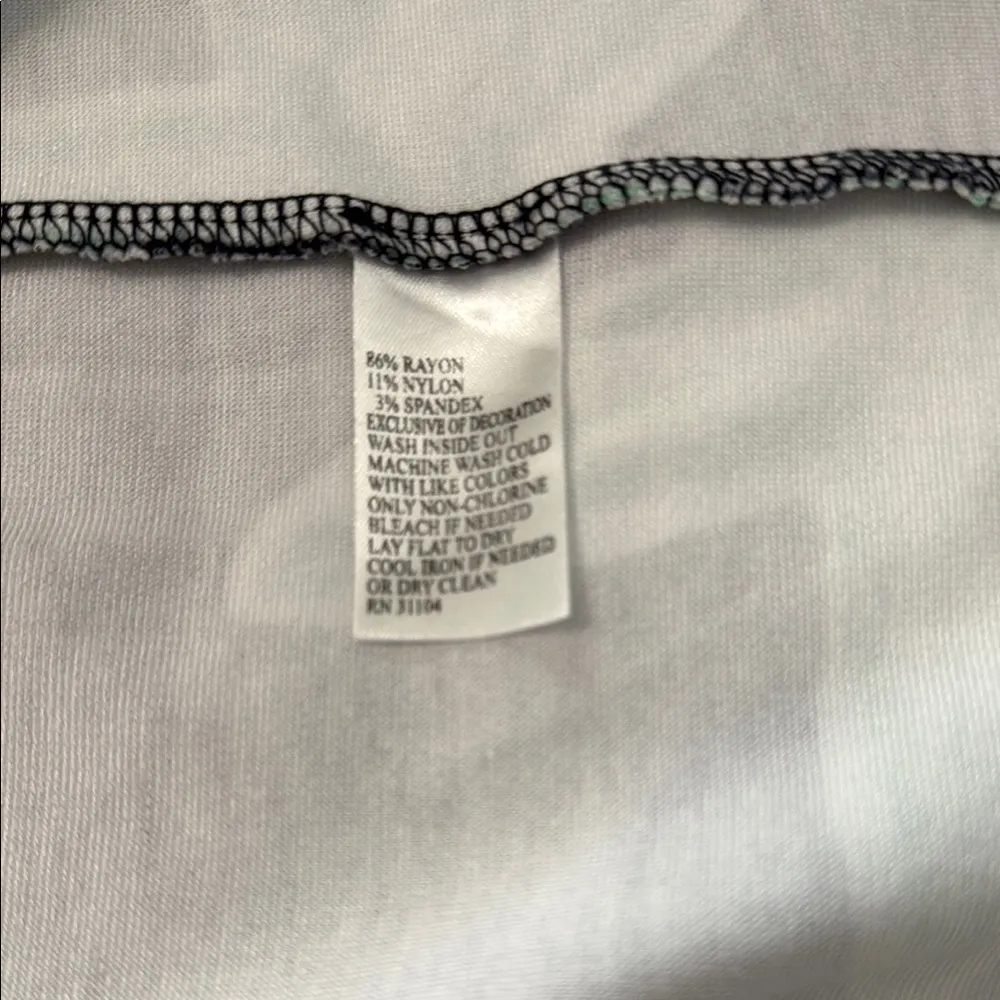 86% RAYON
11% NYLON
3% SPANDEX
EXCLUSIVE OF DECORATION
WASH INSIDE OUT
MACHINE WASH COLD
WITH LIKE COLORS
ONLY NON-CHLORINE
BLEACH IF NEEDED
LAY FLAT TO DRY
COOL IRON IF NEEDED
OR DRY CLEAN
RN 31104